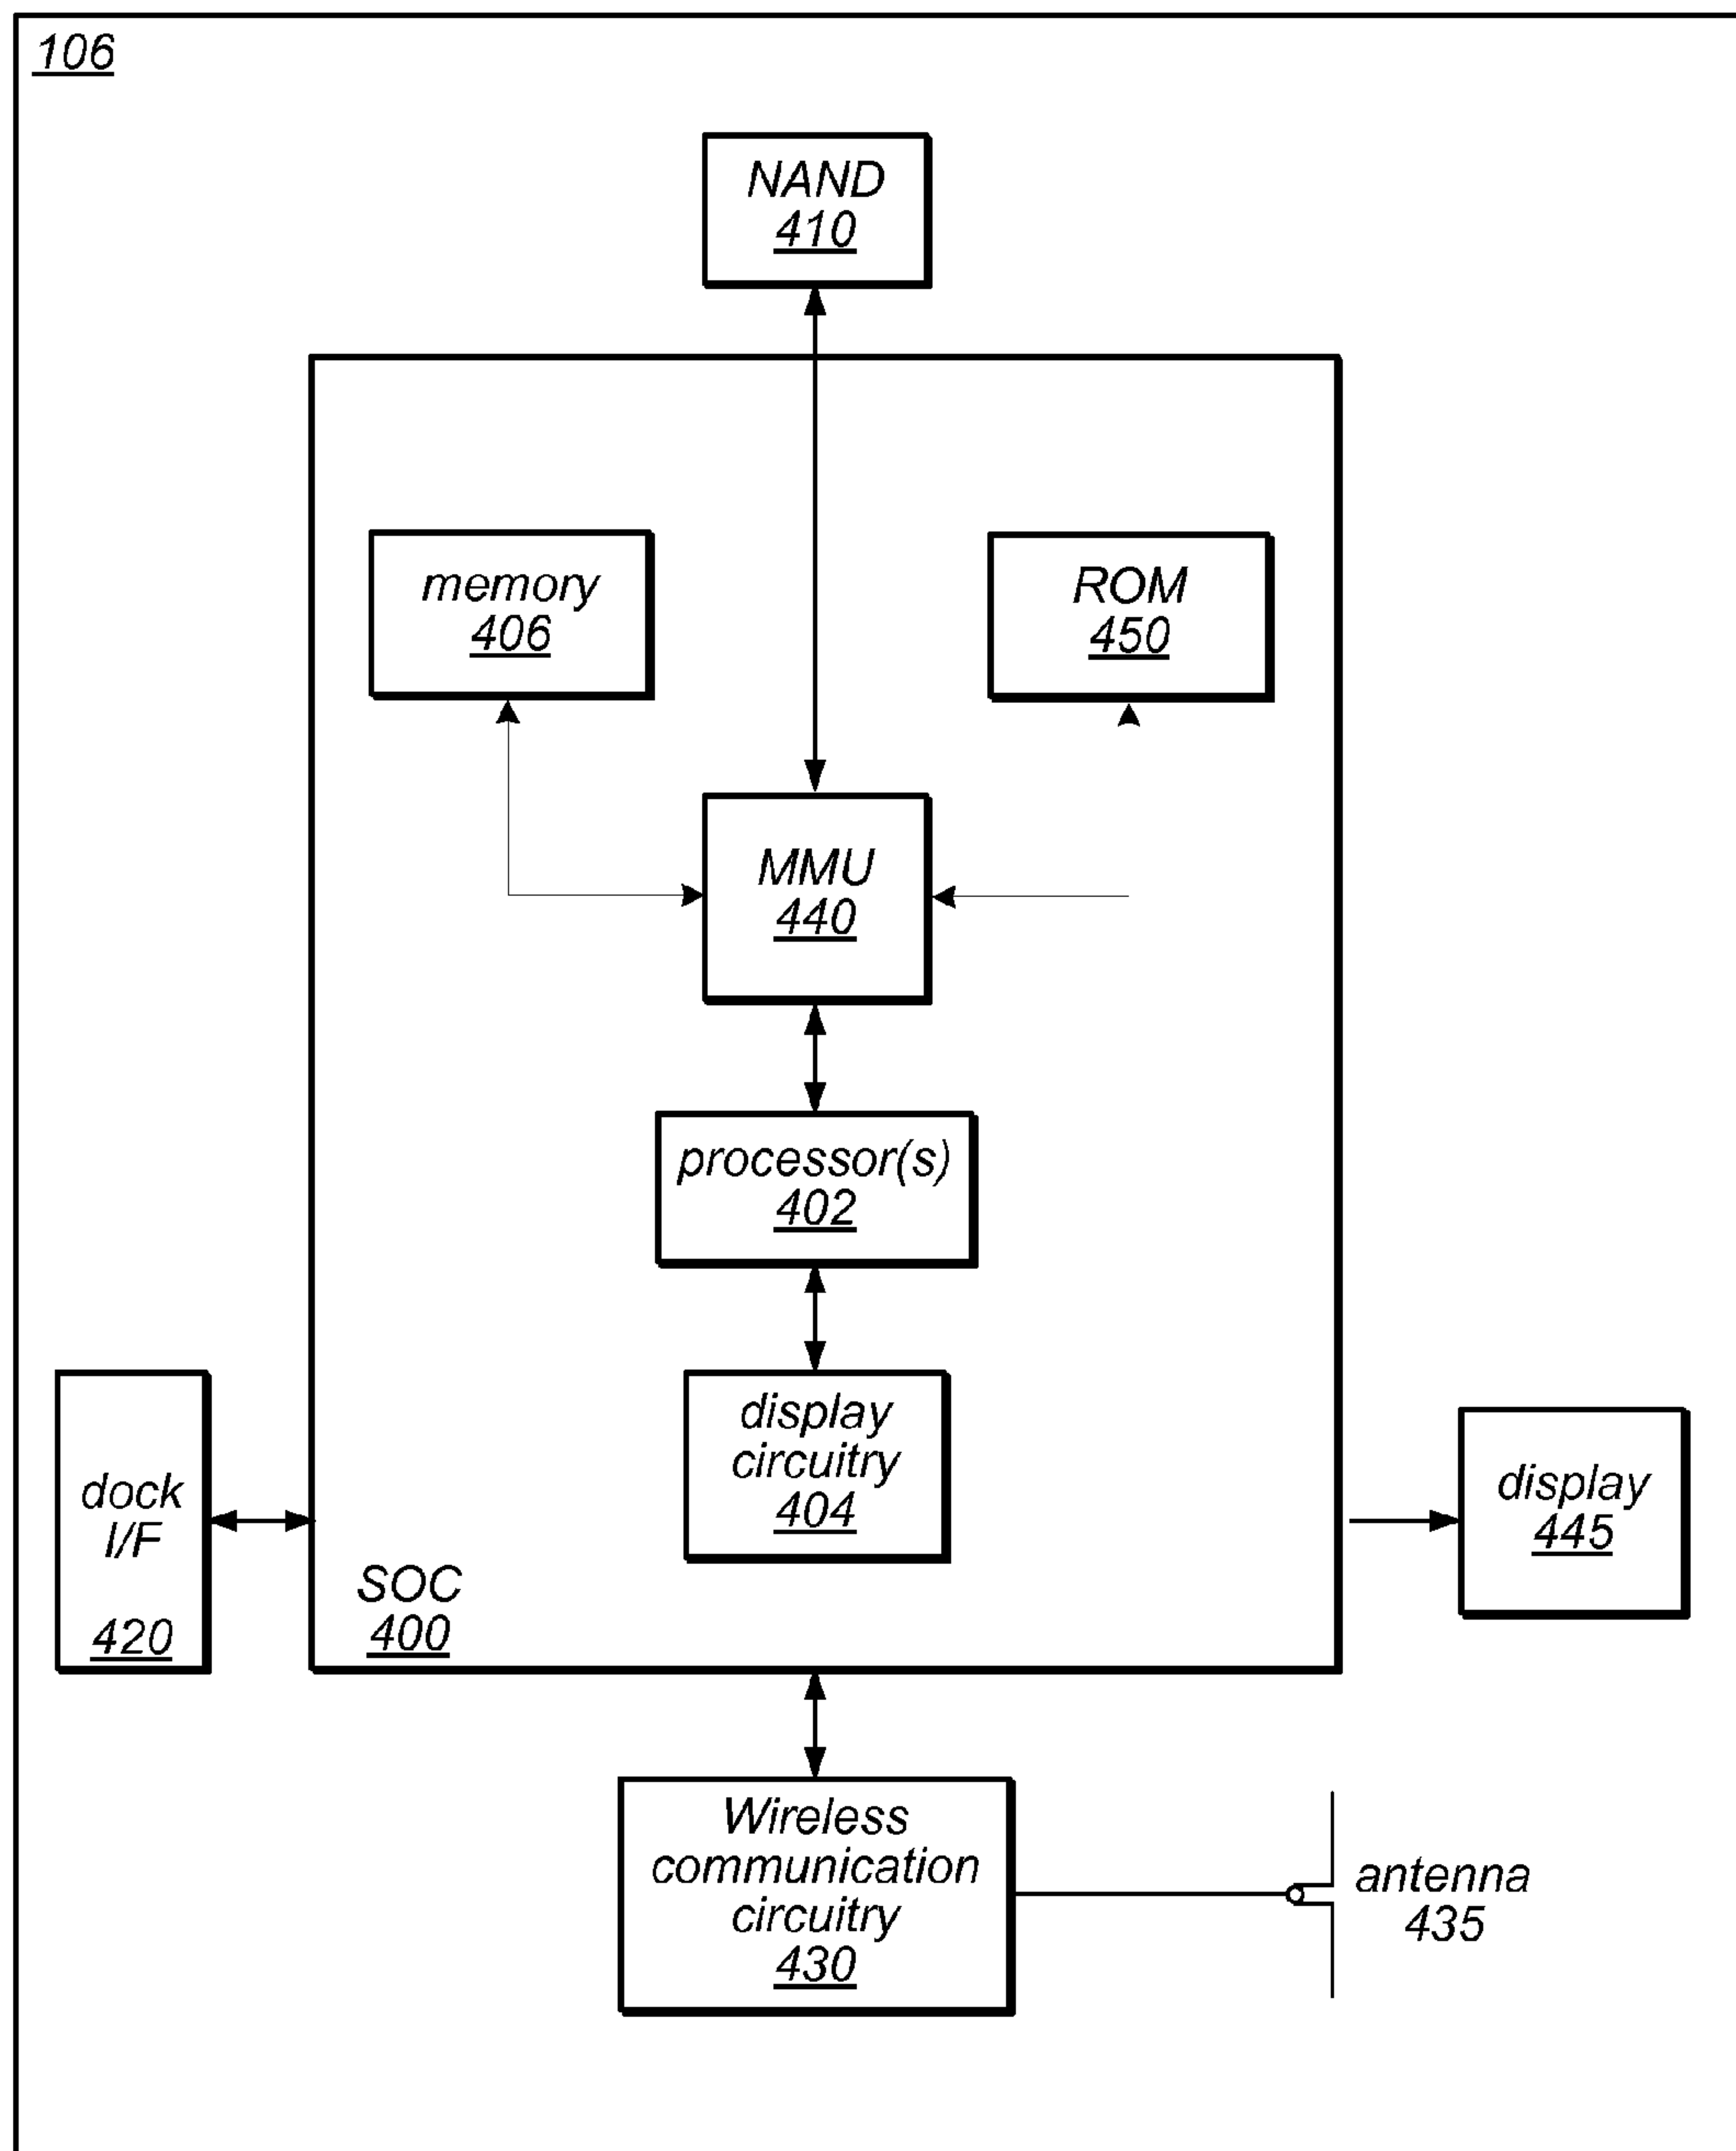 106
NAND
410
memory
406
ROM
450
MMU
440
processor(s)
402
display
circuitry
404
dock
I/F
420
SOC
400
display
445
Wireless
communication
circuitry
430
antenna
435